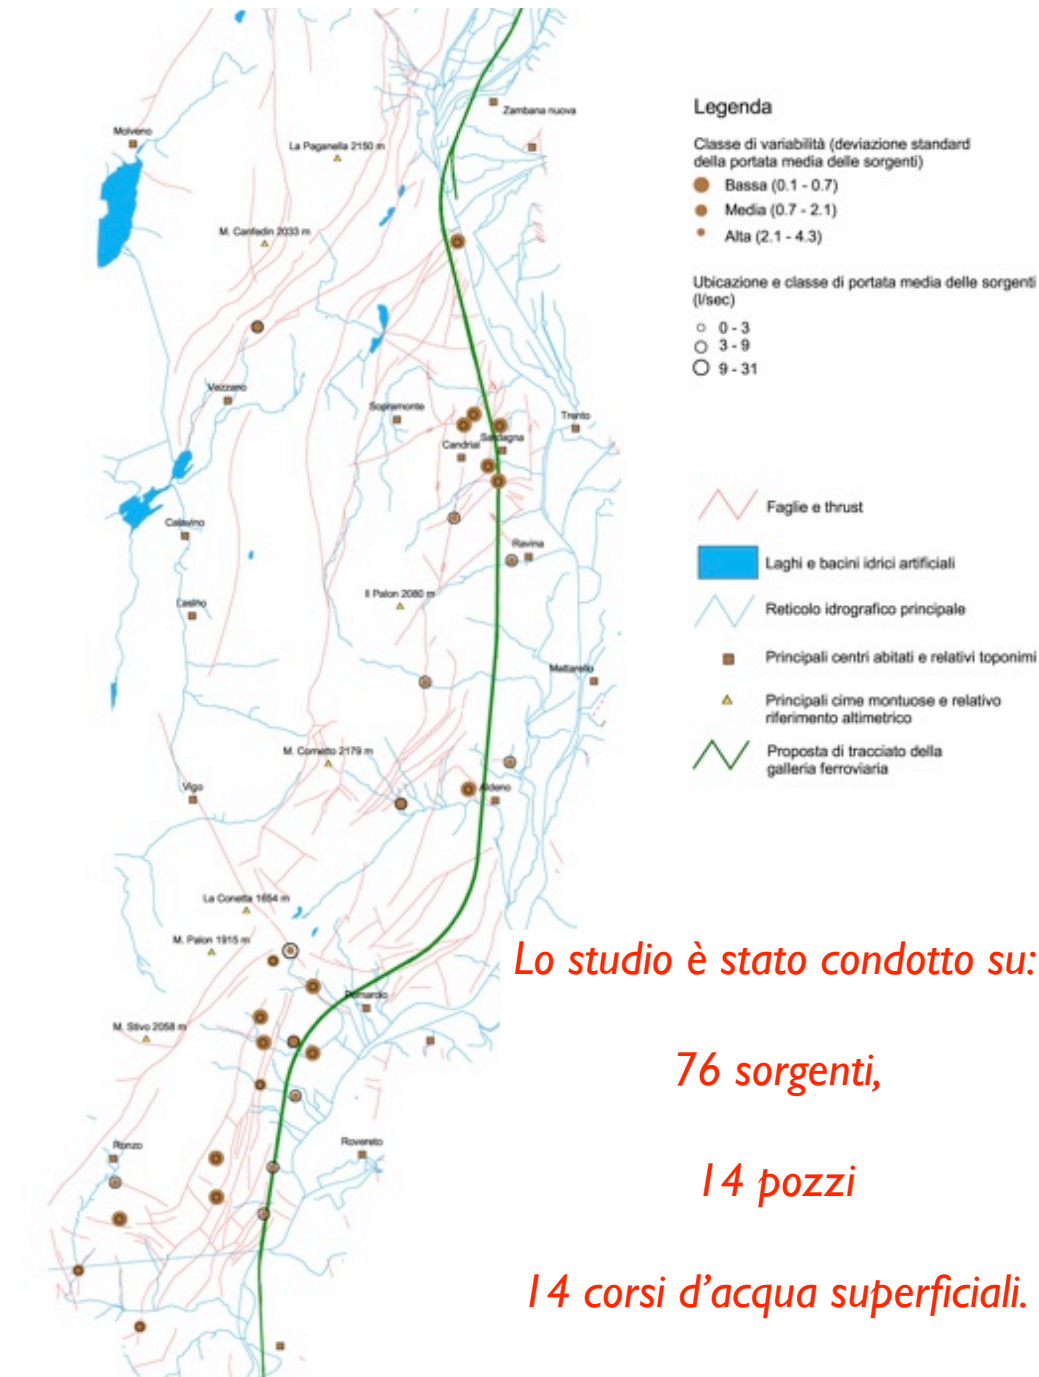 Zambana nuova
Molveno
La Paganella 2150 m
M. Canfedin 2033 m
Vezzano
Sopramonte
Trento
Candriai
Sardagna
Calavino
Ravina
Il Palon 2080 m
Lasino
Mattarello
M. Cornetto 2179 m
Vigo
Aldeno
La Conetta 1654 m
M. Palon 1915 m
Pomarolo
M. Stivo 2058 m
Ronzo
Rovereto
Legenda
Classe di variabilità (deviazione standard
della portata media delle sorgenti)
Bassa (0.1 - 0.7)
Media (0.7 - 2.1)
Alta (2.1 - 4.3)
Ubicazione e classe di portata media delle sorgenti
(l/sec)
0 - 3
3 - 9
9 - 31
Faglie e thrust
Laghi e bacini idrici artificiali
Reticolo idrografico principale
Principali centri abitati e relativi toponimi
Principali cime montuose e relativo
riferimento altimetrico
Proposta di tracciato della
galleria ferroviaria
Lo studio è stato condotto su:
76 sorgenti,
14 pozzi
14 corsi d'acqua superficiali.